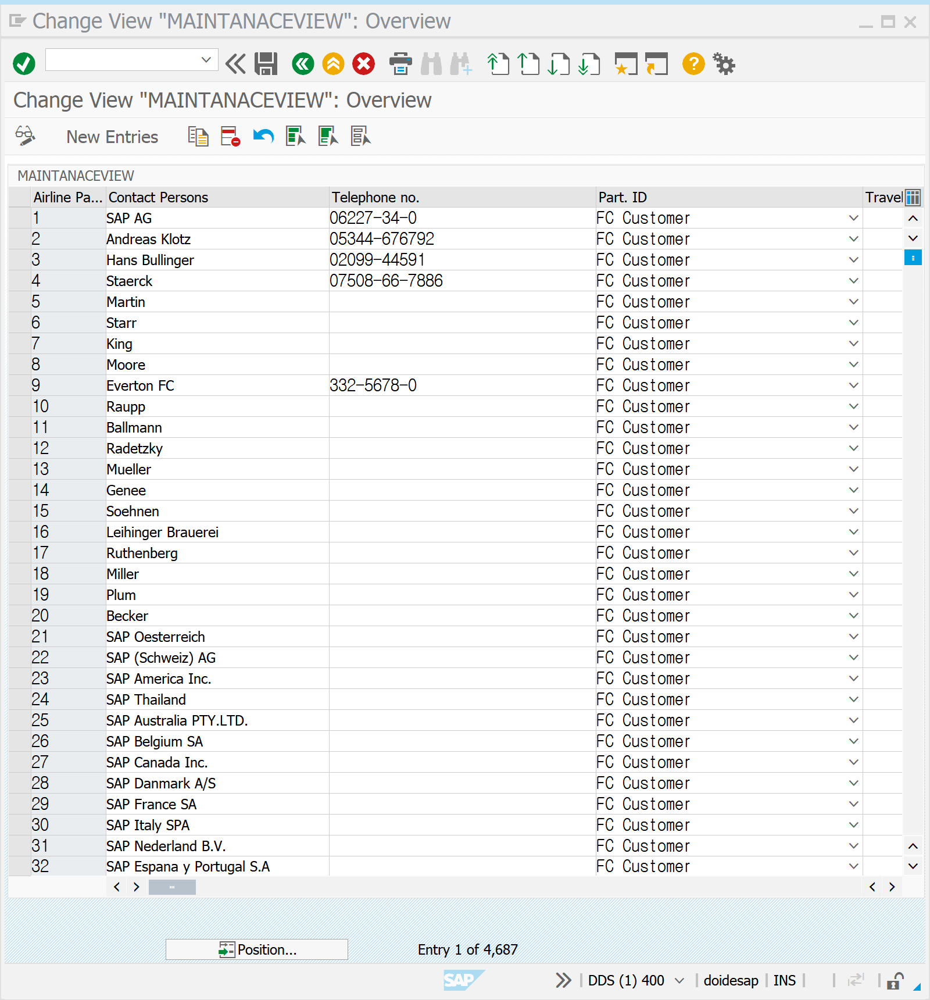 Change View "MAINTANACEVIEW": Overview
Change View "MAINTANACEVIEW": Overview
New Entries
MAINTANACEVIEW
Airline Pa... Contact Persons Telephone no. Part. ID Travel
1 SAP AG 06227-34-0 FC Customer
2 Andreas Klotz 05344-676792 FC Customer
3 Hans Bullinger 02099-44591 FC Customer
4 Staerck 07508-66-7886 FC Customer
5 Martin FC Customer
6 Starr FC Customer
7 King FC Customer
8 Moore FC Customer
9 Everton FC 332-5678-0 FC Customer
10 Raupp FC Customer
11 Ballmann FC Customer
12 Radetzky FC Customer
13 Mueller FC Customer
14 Genee FC Customer
15 Soehnen FC Customer
16 Leihinger Brauerei FC Customer
17 Ruthenberg FC Customer
18 Miller FC Customer
19 Plum FC Customer
20 Becker FC Customer
21 SAP Oesterreich FC Customer
22 SAP (Schweiz) AG FC Customer
23 SAP America Inc. FC Customer
24 SAP Thailand FC Customer
25 SAP Australia PTY.LTD. FC Customer
26 SAP Belgium SA FC Customer
27 SAP Canada Inc. FC Customer
28 SAP Danmark A/S FC Customer
29 SAP France SA FC Customer
30 SAP Italy SPA FC Customer
31 SAP Nederland B.V. FC Customer
32 SAP Espana y Portugal S.A FC Customer
Position... Entry 1 of 4,687
SAP DDS (1) 400 doidesap INS